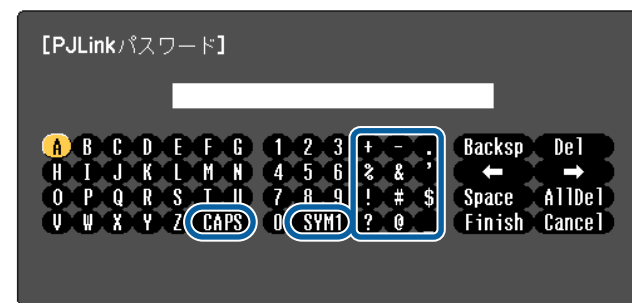 [PJLinkパスワード]
A B C D E F G 1 2 3 + - . Backsp Del
H I J K L M N 4 5 6 % & ' ← →
O P Q R S T U 7 8 9 ! # $ Space AllDel
V W X Y Z CAPS 0 SYM1 ? @ _ Finish Cancel